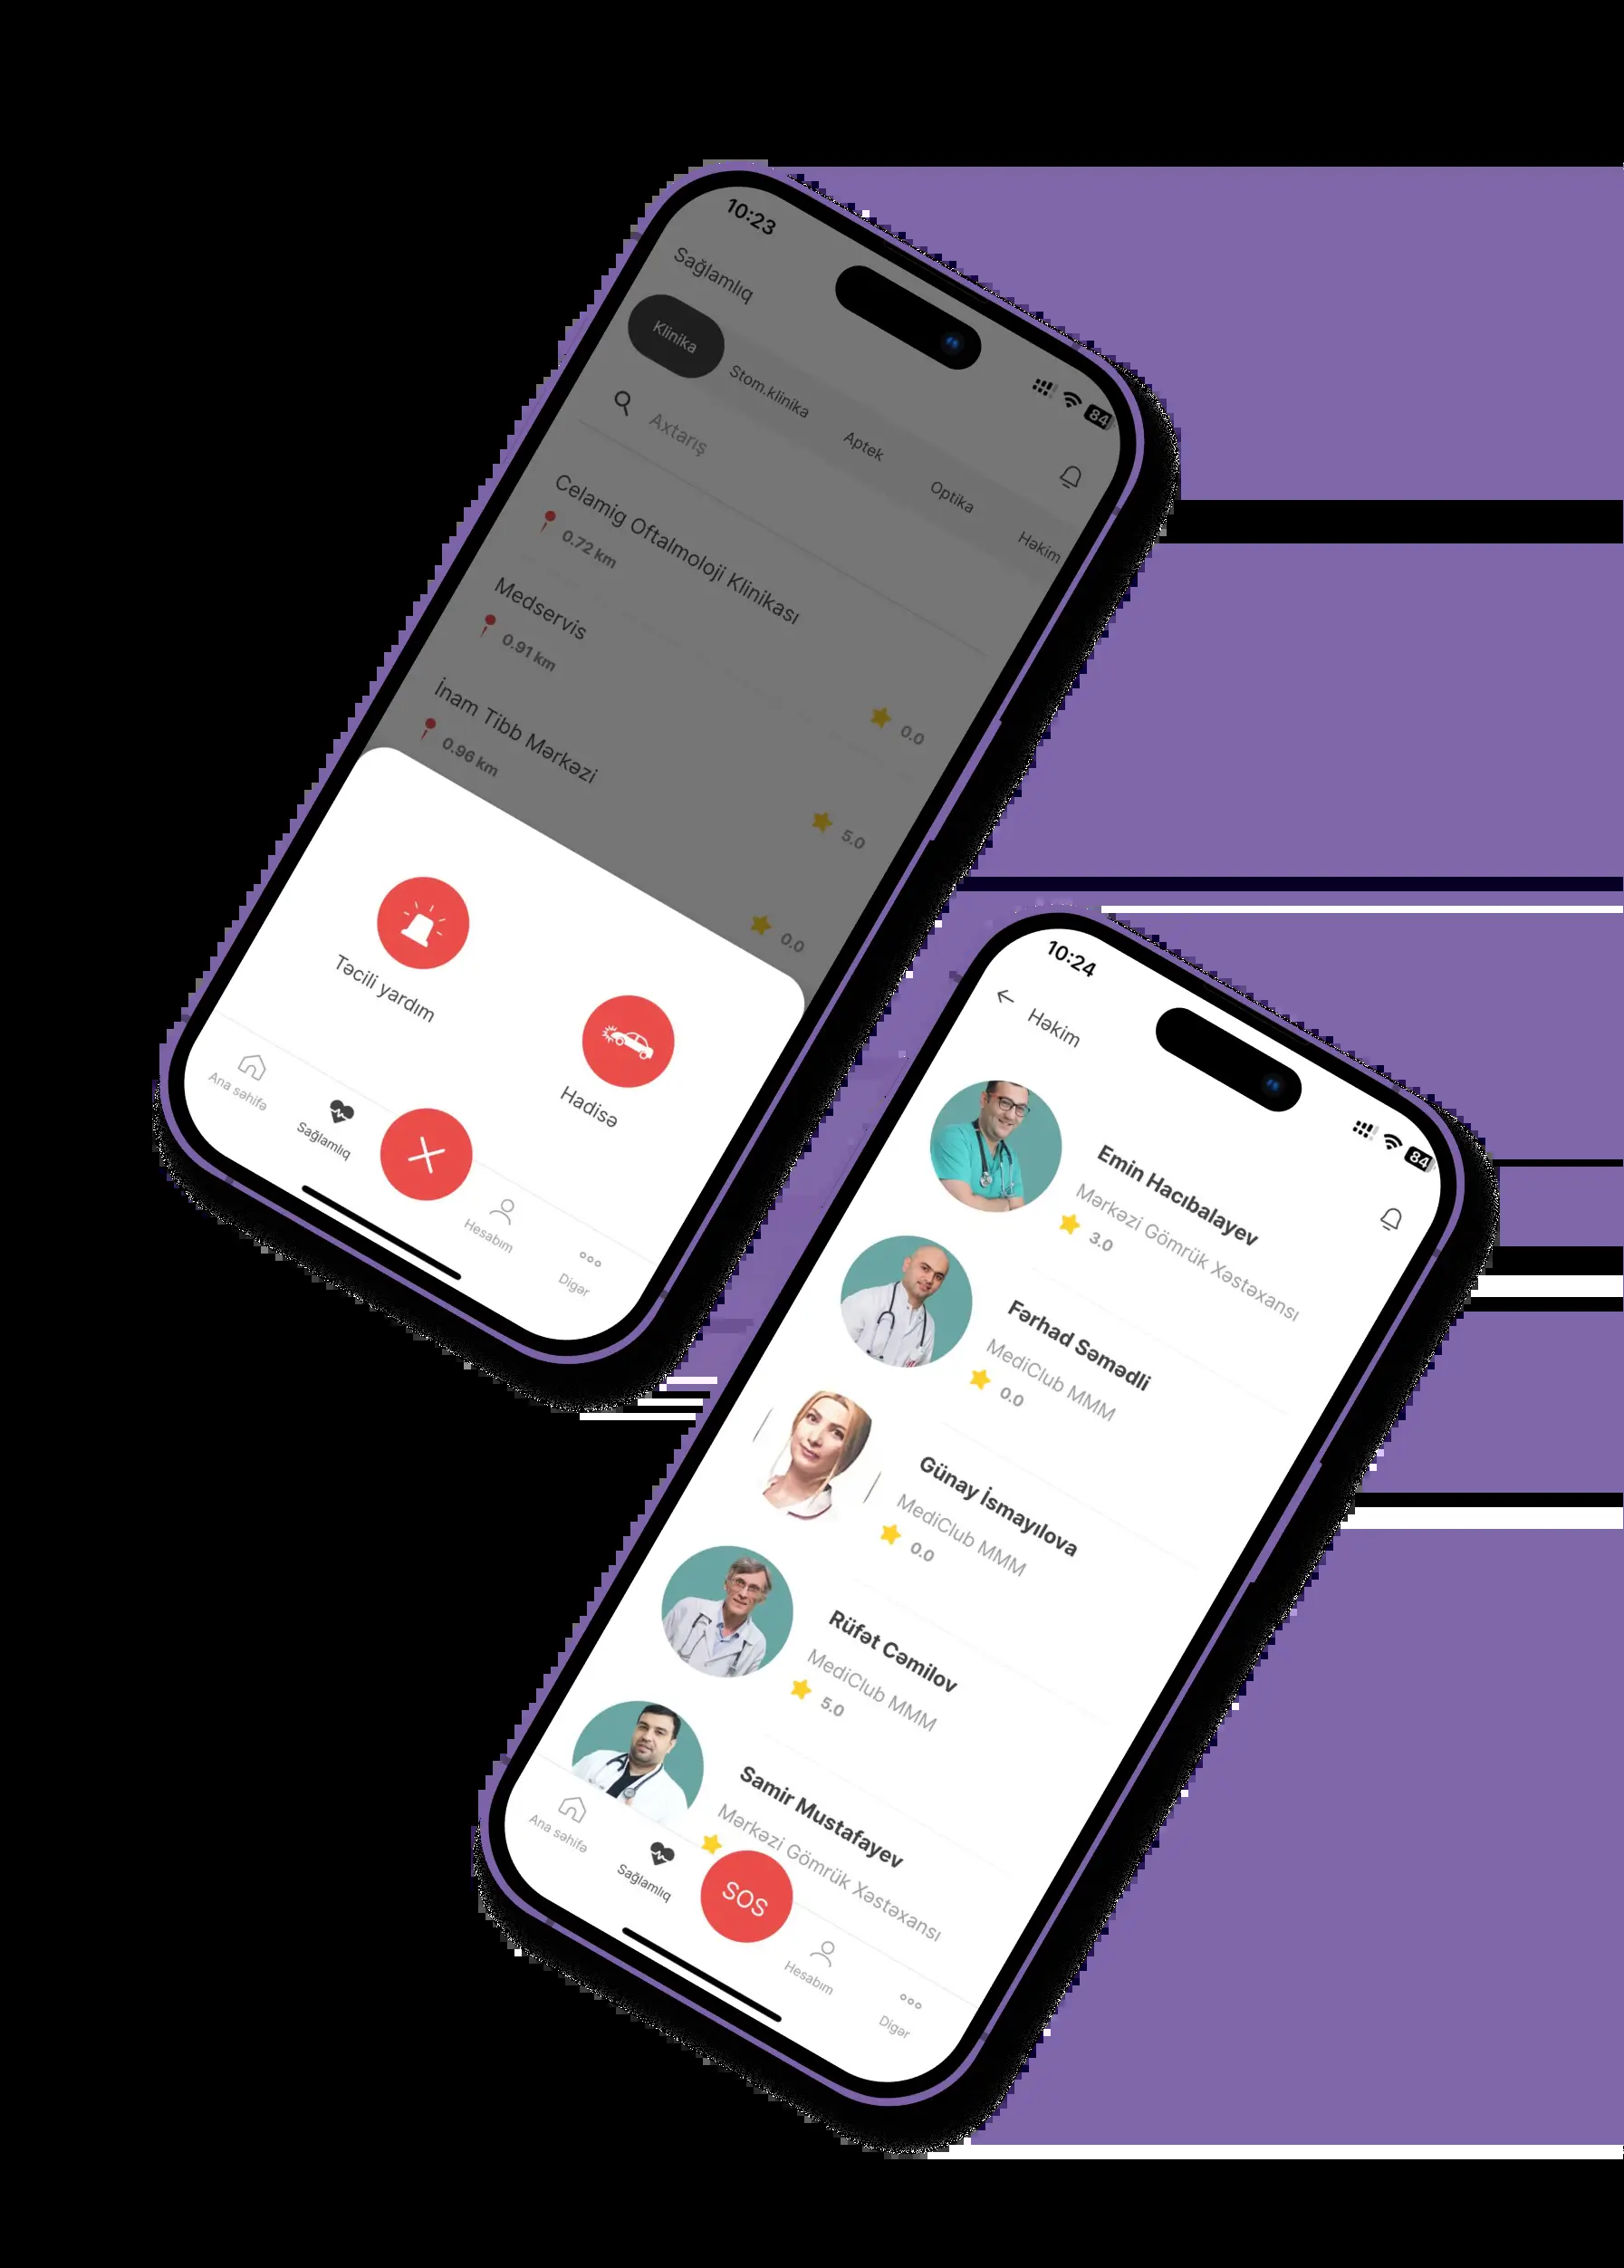 10:23
84
Sağlamlıq
Klinika
Stom.klinika
Aptek
Optika
Həkim
Axtarış
Celamig Oftalmoloji Klinikası
0.72 km
0.0
Medservis
0.91 km
5.0
İnam Tibb Mərkəzi
0.96 km
0.0
Təcili yardım
Hadisə
Ana səhifə
Sağlamlıq
Hesabım
Digər
10:24
84
Həkim
Emin Hacıbalayev
Mərkəzi Gömrük Xəstəxansı
3.0
Fərhad Səmədli
MediClub MMM
0.0
Günay İsmayılova
MediClub MMM
0.0
Rüfət Cəmilov
MediClub MMM
5.0
Samir Mustafayev
Mərkəzi Gömrük Xəstəxansı
Ana səhifə
Sağlamlıq
SOS
Hesabım
Digər